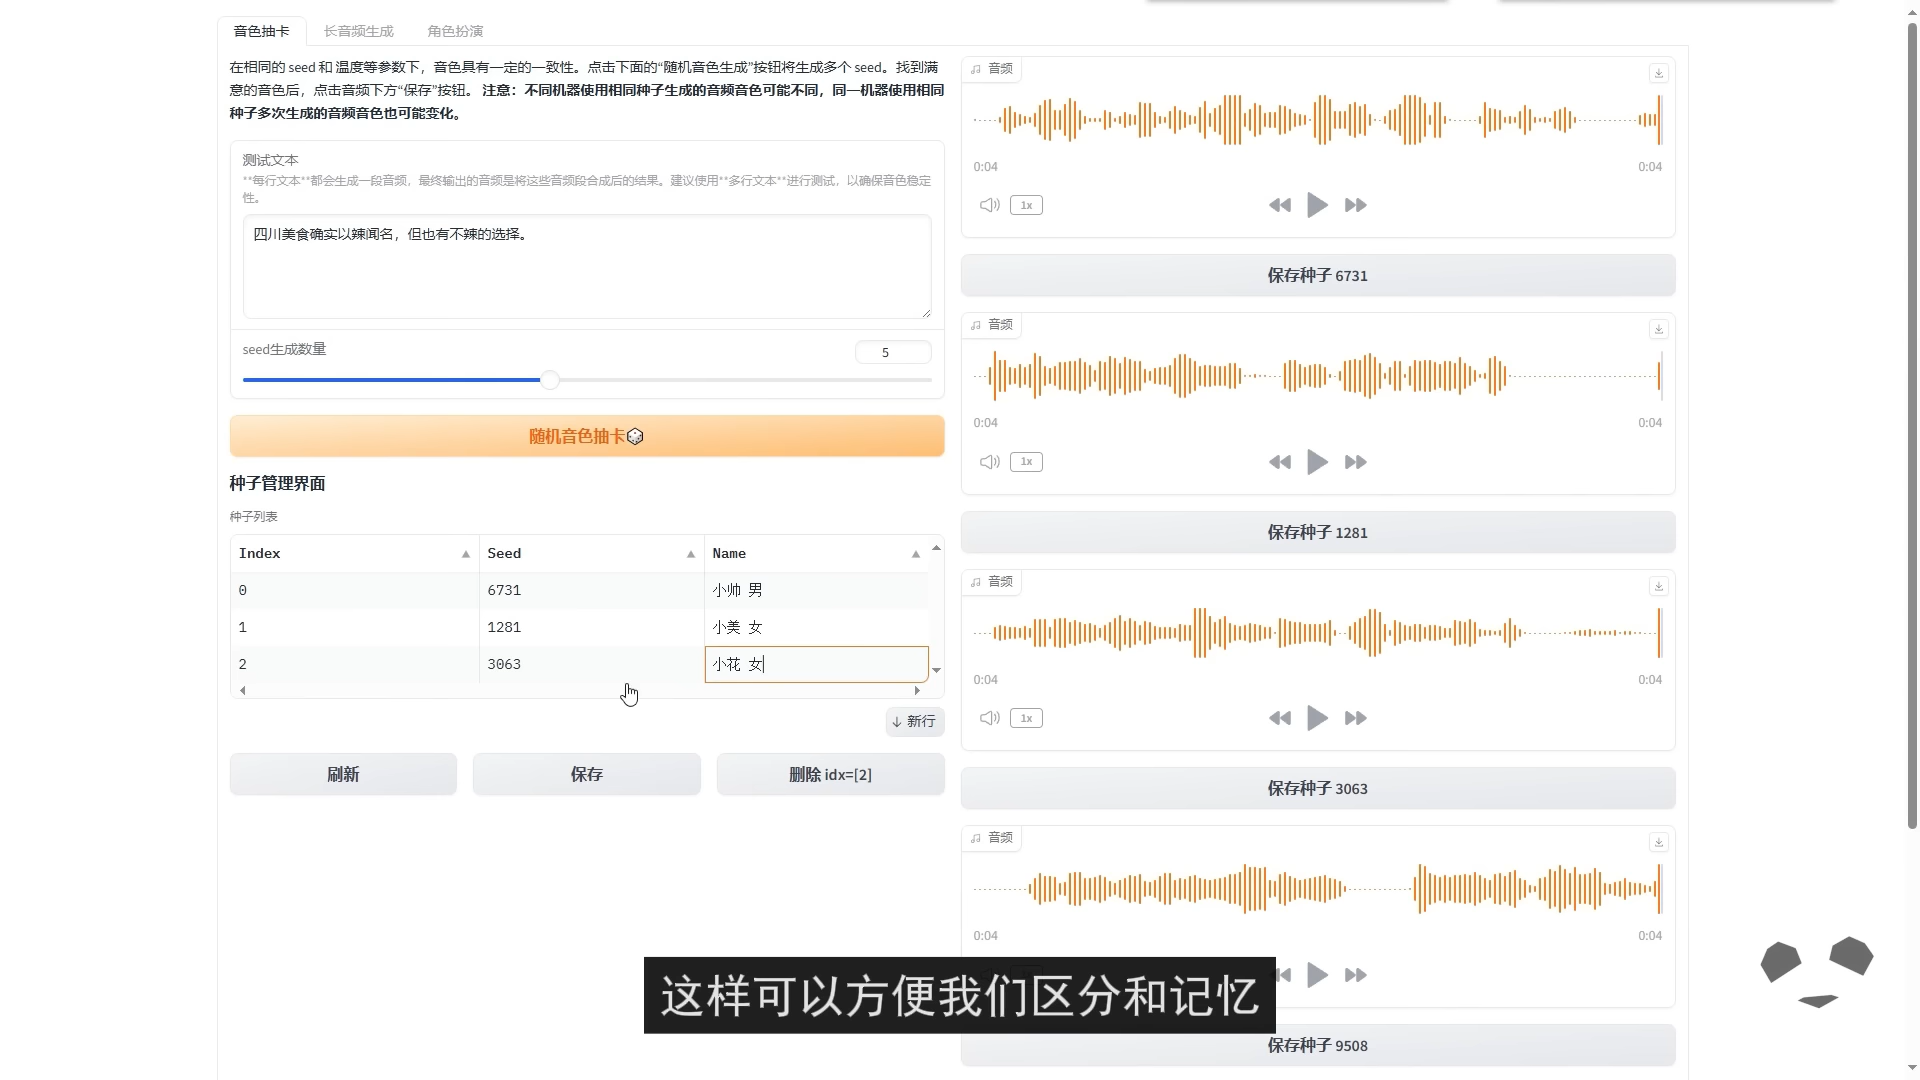 音色抽卡
长音频生成
角色扮演
在相同的 seed 和 温度等参数下，音色具有一定的一致性。点击下面的“随机音色生成”按钮将生成多个 seed。找到满
意的音色后，点击音频下方“保存”按钮。 注意：不同机器使用相同种子生成的音频音色可能不同，同一机器使用相同
种子多次生成的音频音色也可能变化。
测试文本
**每行文本**都会生成一段音频，最终输出的音频是将这些音频段合成后的结果。建议使用**多行文本**进行测试，以确保音色稳定
性。
四川美食确实以辣闻名，但也有不辣的选择。
seed生成数量
5
随机音色抽卡🎲
种子管理界面
种子列表
Index Seed Name
0 6731 小帅 男
1 1281 小美 女
2 3063 小花 女
↓ 新行
刷新
保存
删除 idx=[2]
音频
0:04 0:04
1x
保存种子 6731
音频
0:04 0:04
1x
保存种子 1281
音频
0:04 0:04
1x
保存种子 3063
音频
0:04 0:04
保存种子 9508
这样可以方便我们区分和记忆